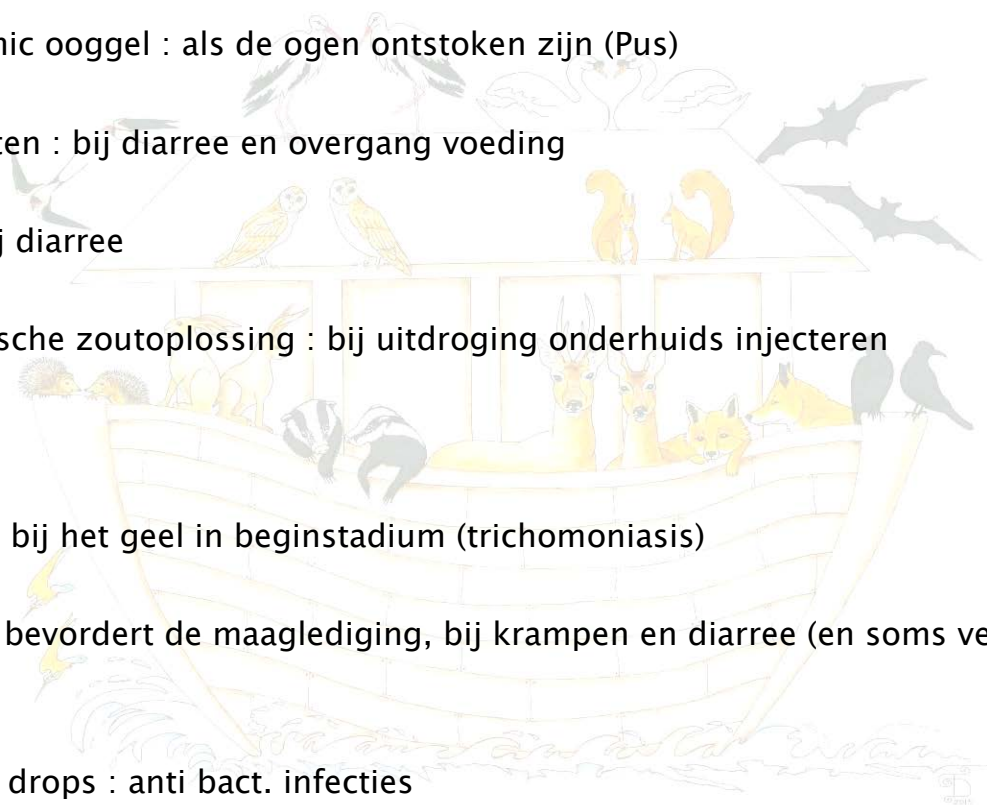 nic ooggel : als de ogen ontstoken zijn (Pus)
ten : bij diarree en overgang voeding
j diarree
sche zoutoplossing : bij uitdroging onderhuids injecteren
bij het geel in beginstadium (trichomoniasis)
bevordert de maaglediging, bij krampen en diarree (en soms ve
drops : anti bact. infecties